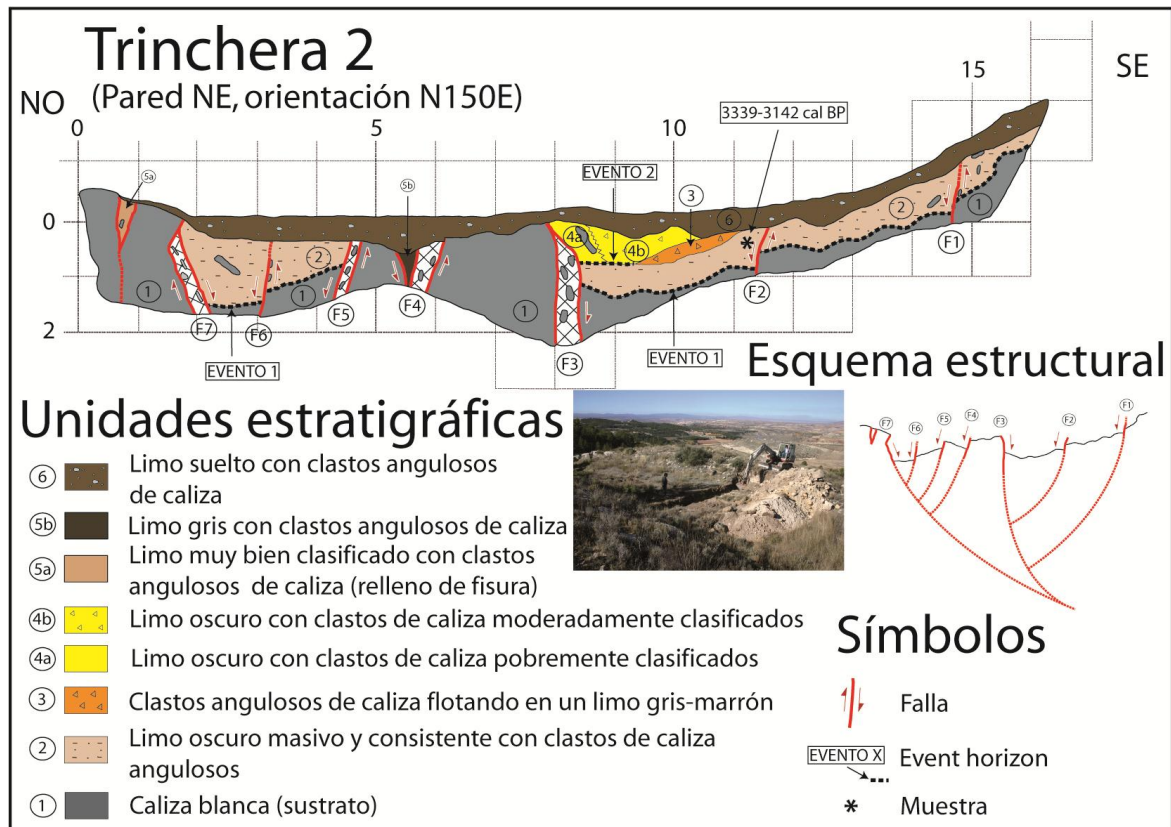 Trinchera 2
(Pared NE, orientación N150E)
NO
SE
0
5
10
15
3339-3142 cal BP
5a
5b
EVENTO 2
3
6
4a
4b
2
1
F1
0
1
2
1
F7
F6
F5
F4
1
F3
2
F2
EVENTO 1
EVENTO 1
1
2
Esquema estructural
F7
F6
F5
F4
F3
F2
F1
Unidades estratigráficas
6 Limo suelto con clastos angulosos
de caliza
5b Limo gris con clastos angulosos de caliza
5a Limo muy bien clasificado con clastos
angulosos de caliza (relleno de fisura)
4b Limo oscuro con clastos de caliza moderadamente clasificados
4a Limo oscuro con clastos de caliza pobremente clasificados
3 Clastos angulosos de caliza flotando en un limo gris-marrón
2 Limo oscuro masivo y consistente con clastos de caliza
angulosos
1 Caliza blanca (sustrato)
Símbolos
Falla
EVENTO X Event horizon
* Muestra